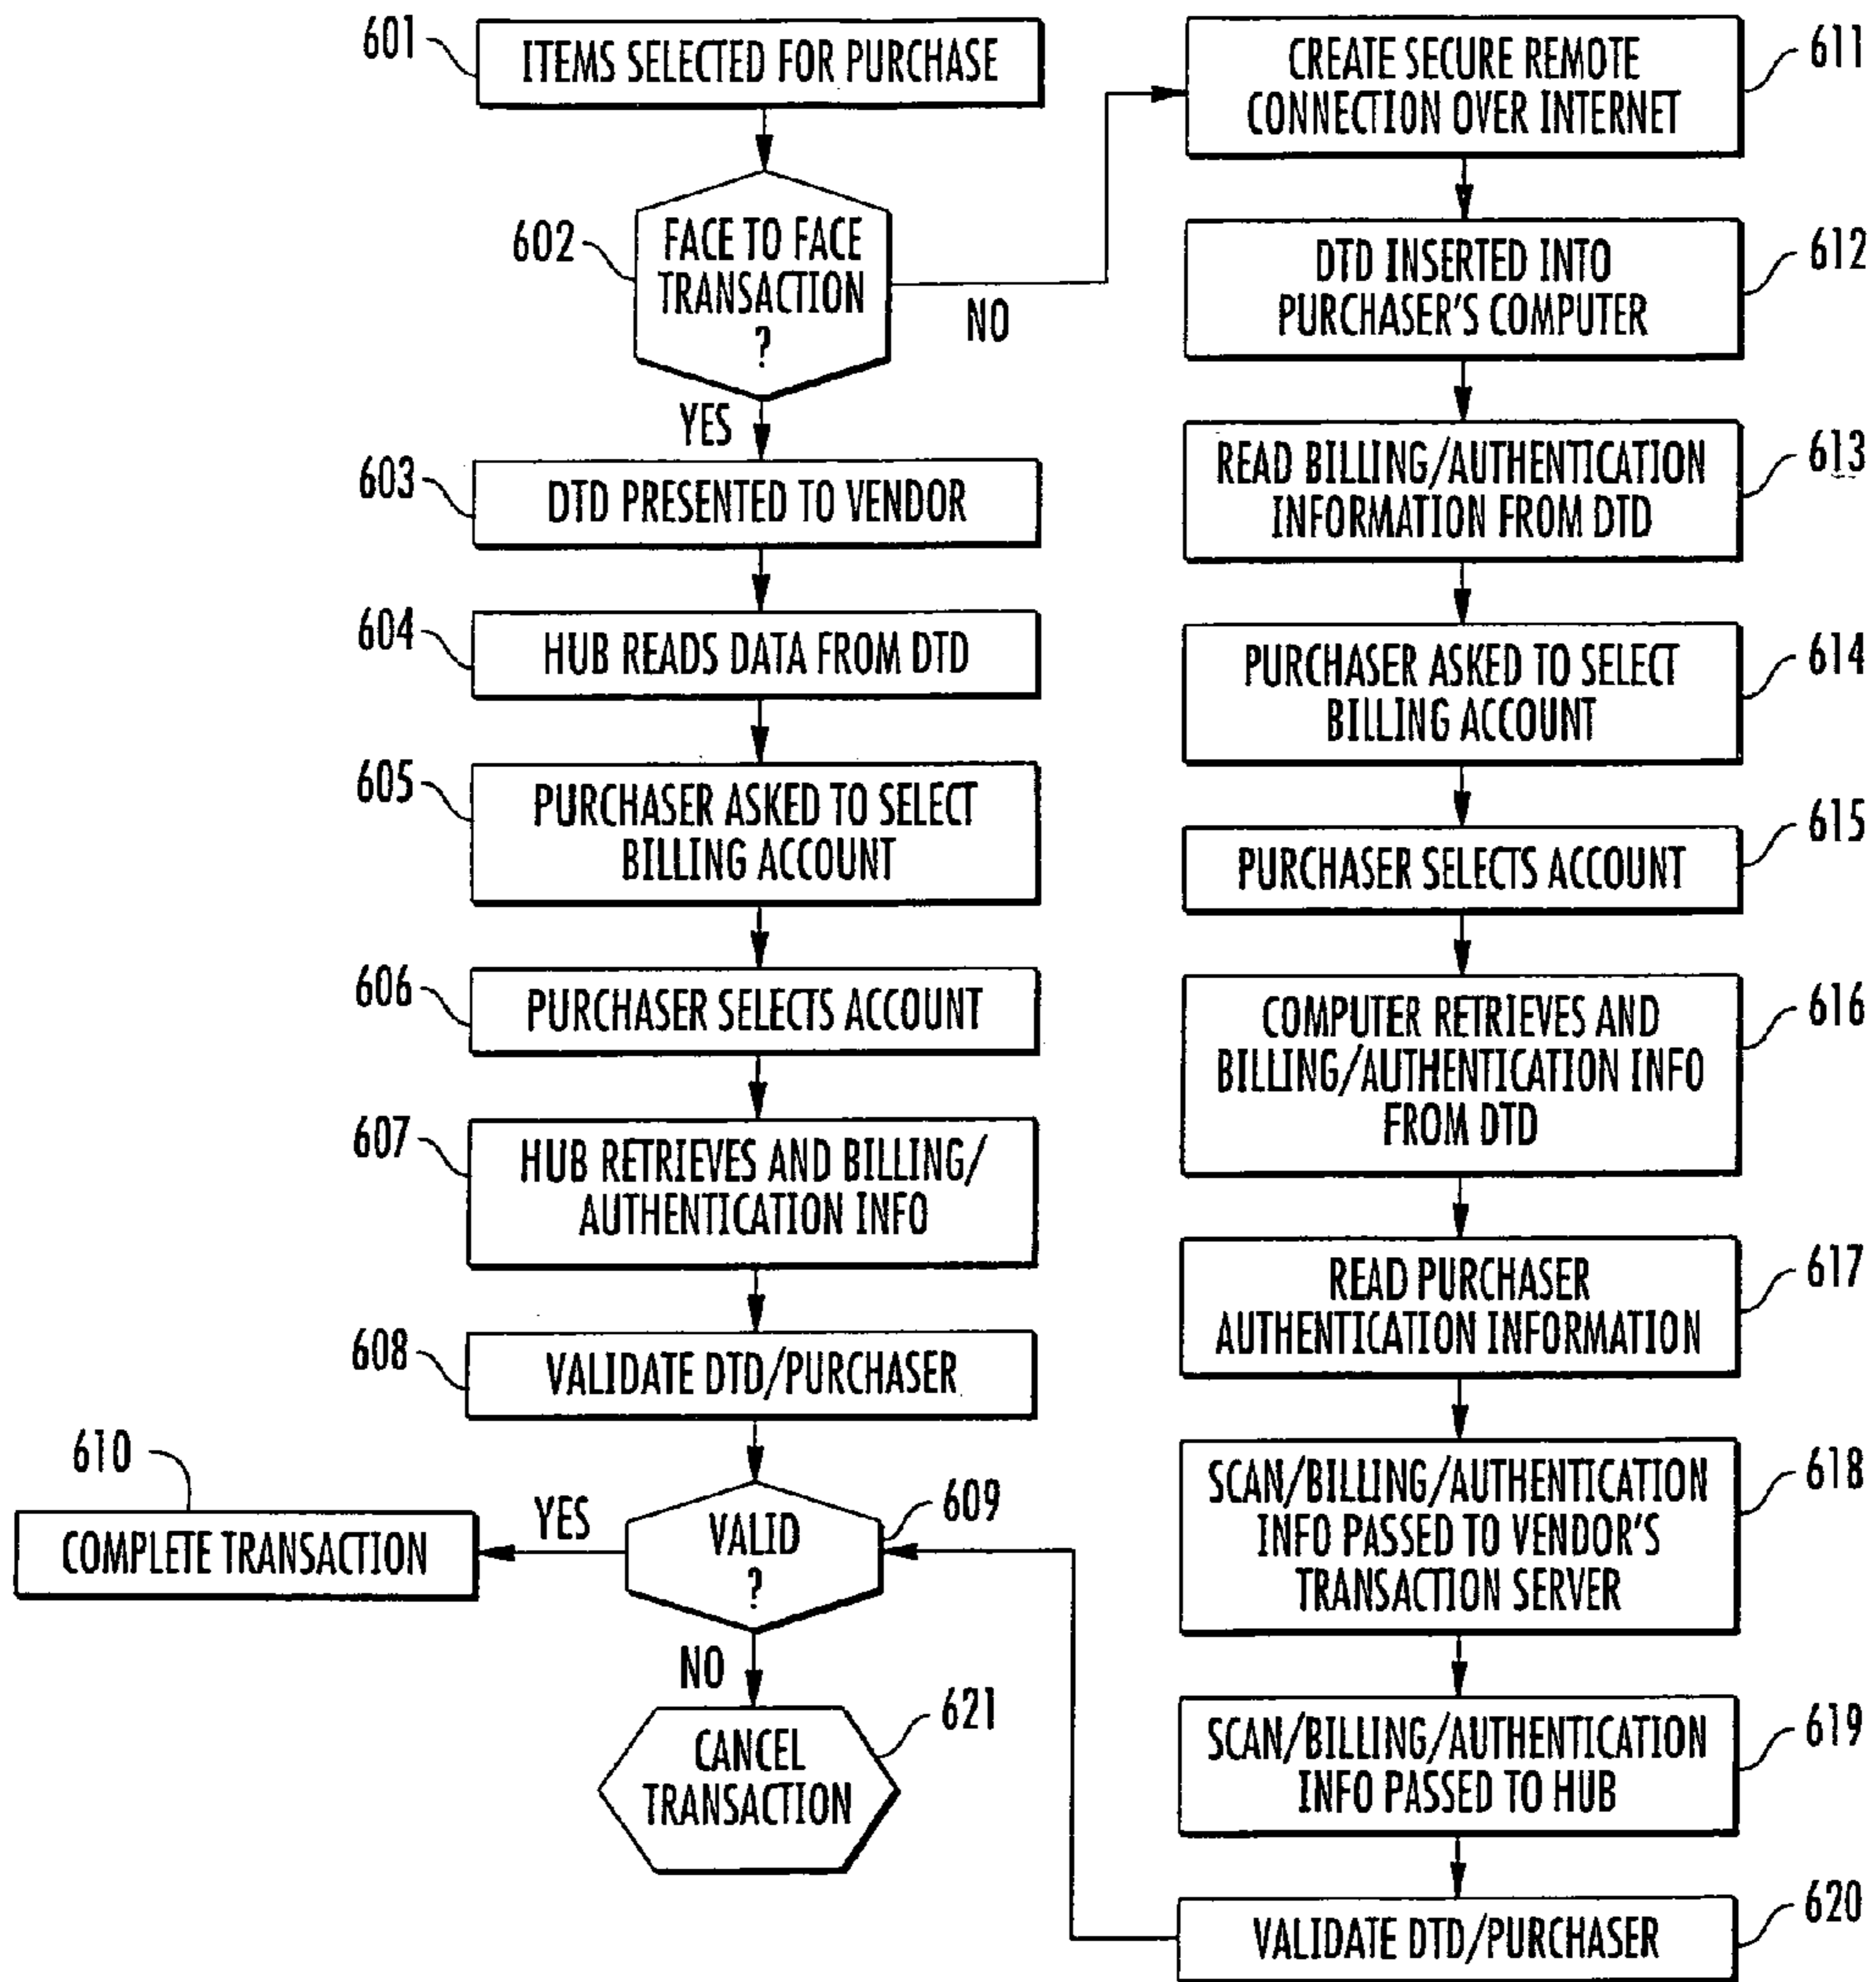 601
ITEMS SELECTED FOR PURCHASE
602
FACE TO FACE
TRANSACTION
?
NO
YES
603
DTD PRESENTED TO VENDOR
604
HUB READS DATA FROM DTD
605
PURCHASER ASKED TO SELECT
BILLING ACCOUNT
606
PURCHASER SELECTS ACCOUNT
607
HUB RETRIEVES AND BILLING/
AUTHENTICATION INFO
608
VALIDATE DTD/PURCHASER
609
VALID
?
YES
610
COMPLETE TRANSACTION
NO
621
CANCEL
TRANSACTION
611
CREATE SECURE REMOTE
CONNECTION OVER INTERNET
612
DTD INSERTED INTO
PURCHASER'S COMPUTER
613
READ BILLING/AUTHENTICATION
INFORMATION FROM DTD
614
PURCHASER ASKED TO SELECT
BILLING ACCOUNT
615
PURCHASER SELECTS ACCOUNT
616
COMPUTER RETRIEVES AND
BILLING/AUTHENTICATION INFO
FROM DTD
617
READ PURCHASER
AUTHENTICATION INFORMATION
618
SCAN/BILLING/AUTHENTICATION
INFO PASSED TO VENDOR'S
TRANSACTION SERVER
619
SCAN/BILLING/AUTHENTICATION
INFO PASSED TO HUB
620
VALIDATE DTD/PURCHASER